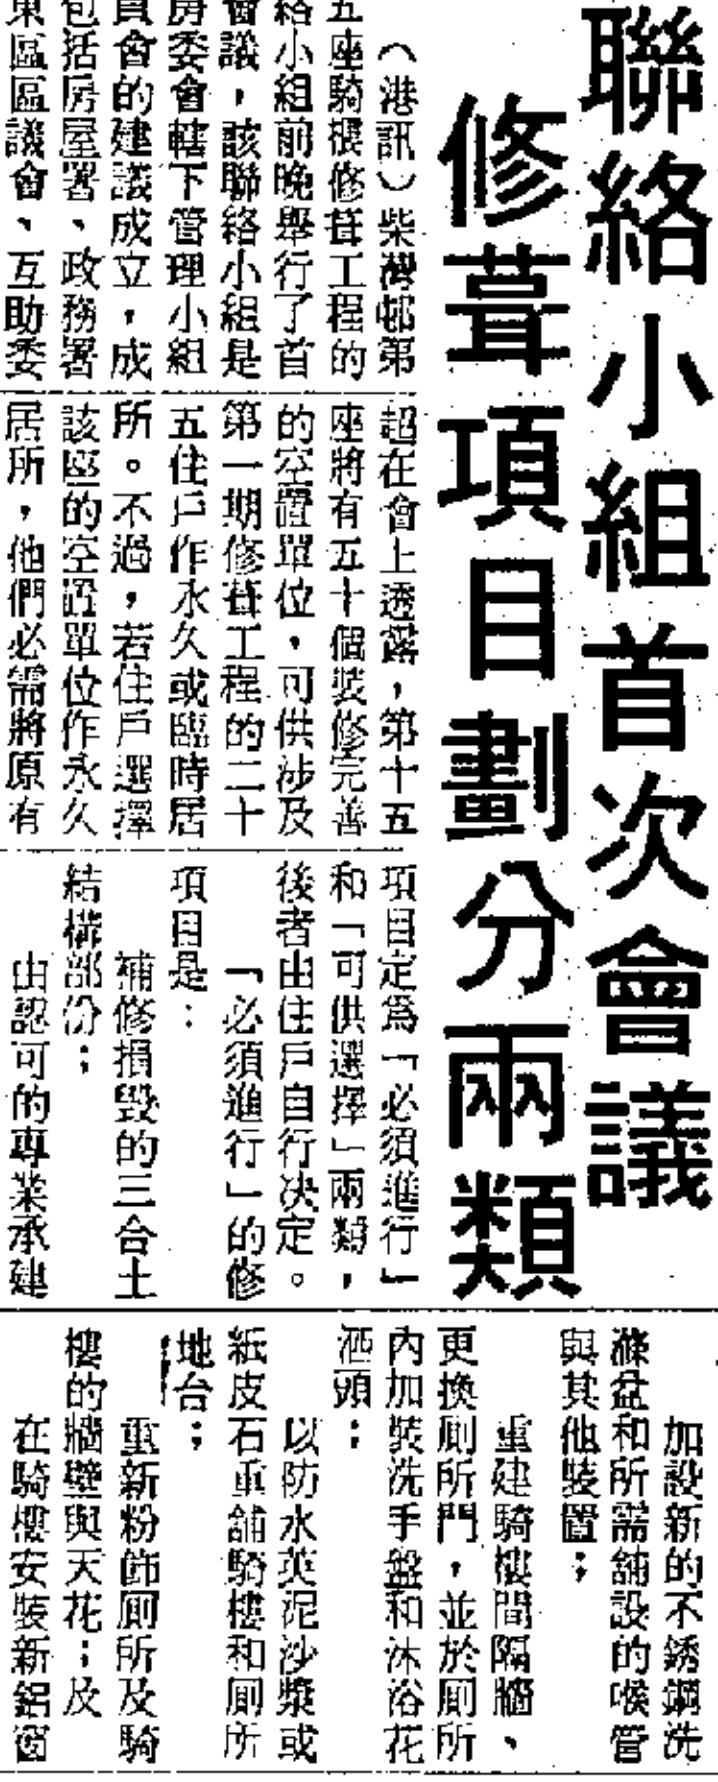 聯絡小組首次會議
修葺項目劃分兩類
（港訊）柴灣邨第
五座騎樓修葺工程的
絡小組前晚舉行了首
會議，該聯絡小組是
房委會轄下管理小組
員會的建議成立，成
包括房屋署、政務署
東區區議會、互助委
超在會上透露，第十五
座將有五十個裝修完善
的空置單位，可供涉及
第一期修葺工程的二十
五住戶作永久或臨時居
所。不過，若住戶選擇
該座的空置單位作永久
居所，他們必需將原有
項目定為「必須進行」
和「可供選擇」兩類，
後者由住戶自行决定。
「必須進行」的修
項目是：
補修損毀的三合土
結構部份；
由認可的專業承建
加設新的不銹鋼洗
滌盆和所需舖設的喉管
與其他裝置；
重建騎樓間隔牆、
更換厠所門，並於厠所
內加裝洗手盤和沐浴花
洒頭；
以防水英泥沙漿或
紙皮石重舖騎樓和厠所
地台；
重新粉飾厠所及騎
樓的牆壁與天花；及
在騎樓安裝新鋁窗